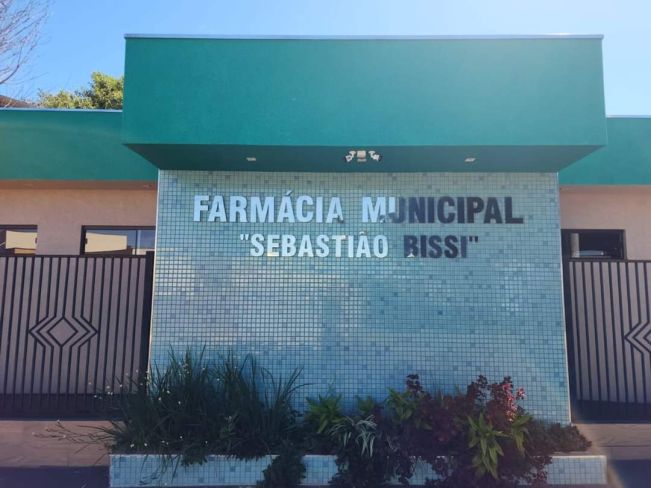 FARMÁCIA MUNICIPAL
"SEBASTIÃO BISSI"